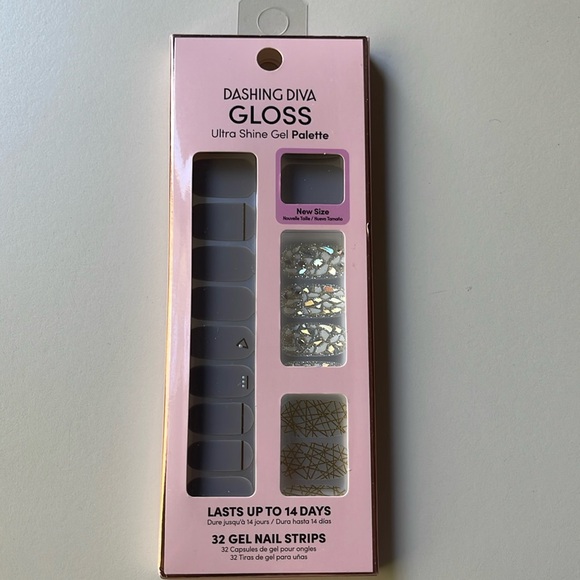 DASHING DIVA
GLOSS
Ultra Shine Gel Palette
New Size
Nouvelle Taille / Nueva Tamaño
LASTS UP TO 14 DAYS
Dure jusqu'à 14 jours / Dura hasta 14 días
32 GEL NAIL STRIPS
32 Capsules de gel pour ongles
32 Tiras de gel para uñas